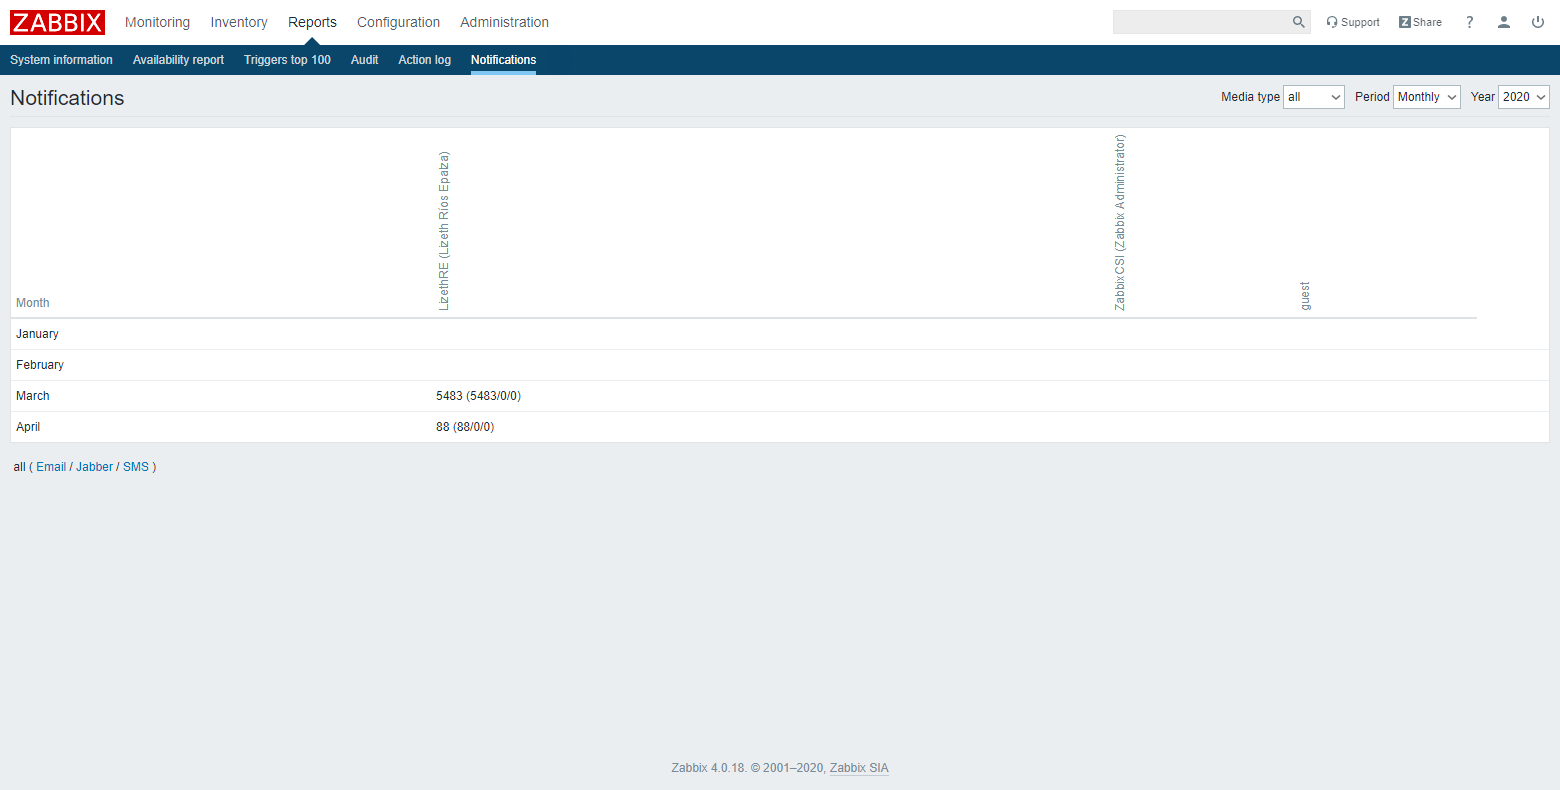 ZABBIX Monitoring Inventory Reports Configuration Administration Support Z Share ?
System information Availability report Triggers top 100 Audit Action log Notifications
Notifications Media type all Period Monthly Year 2020
Month LizethRE (Lizeth Ríos Epalza) ZabbixCSI (Zabbix Administrator) guest
January
February
March 5483 (5483/0/0)
April 88 (88/0/0)
all ( Email / Jabber / SMS )
Zabbix 4.0.18. © 2001–2020, Zabbix SIA